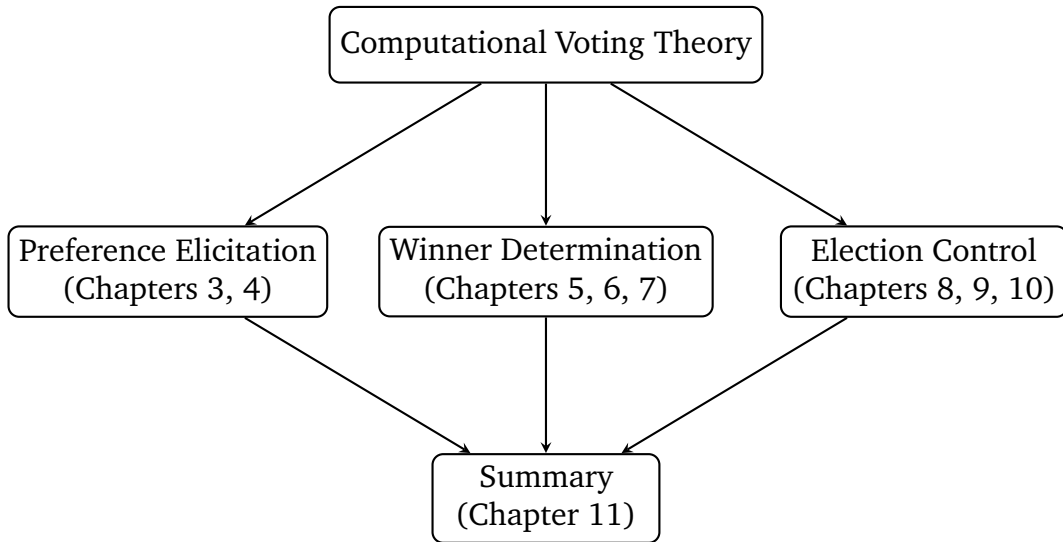 Computational Voting Theory
Preference Elicitation
(Chapters 3, 4)
Winner Determination
(Chapters 5, 6, 7)
Election Control
(Chapters 8, 9, 10)
Summary
(Chapter 11)